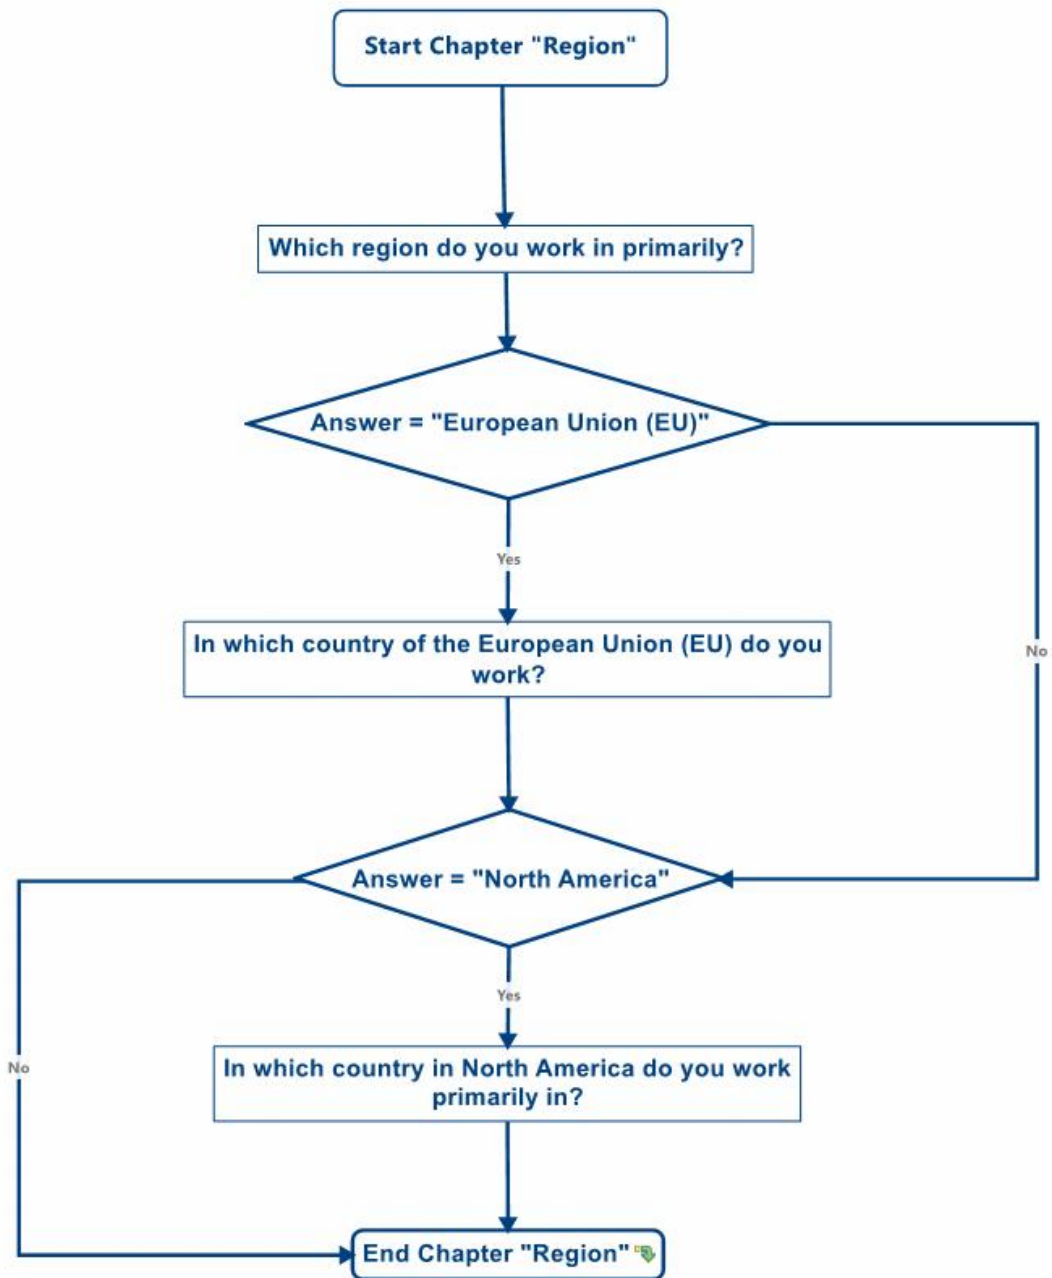 Start Chapter "Region"
Which region do you work in primarily?
Answer = "European Union (EU)"
Yes
In which country of the European Union (EU) do you
work?
No
Answer = "North America"
Yes
In which country in North America do you work
primarily in?
No
End Chapter "Region"